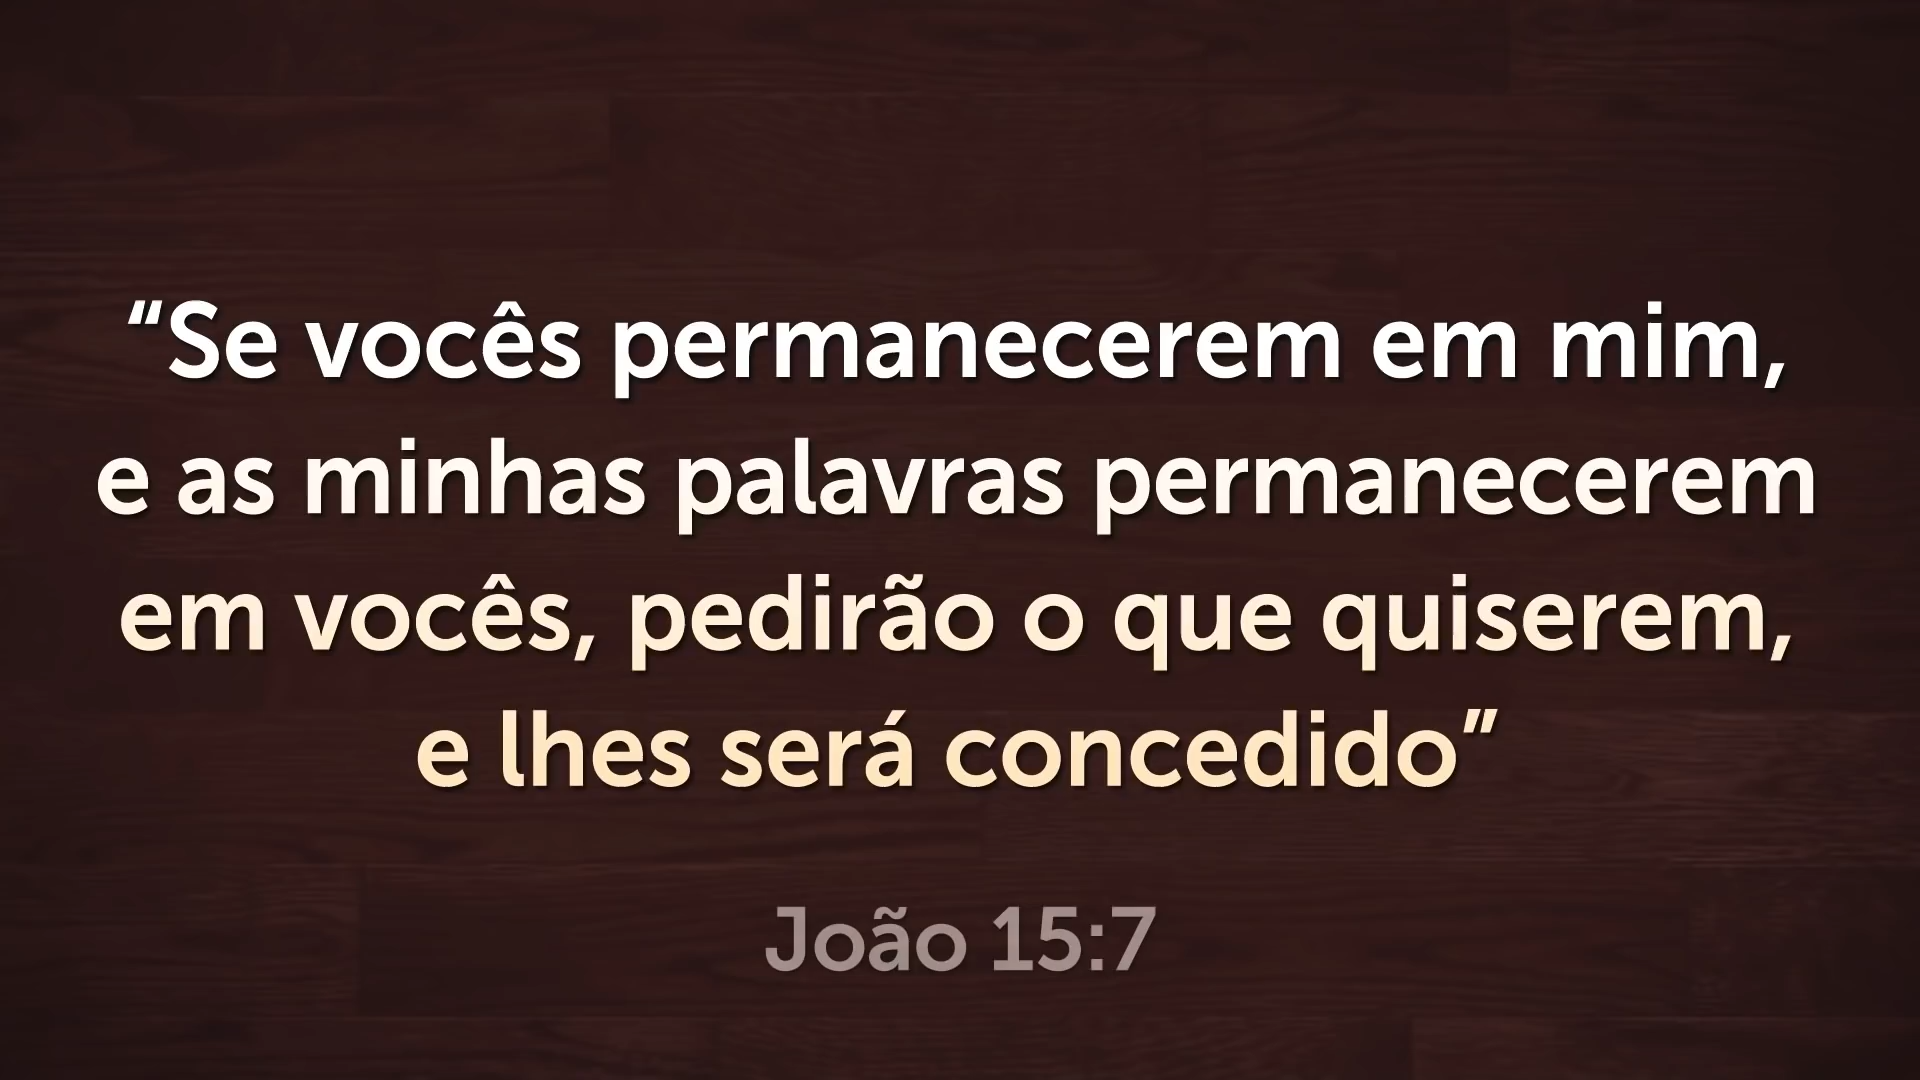 “Se vocês permanecerem em mim,
e as minhas palavras permanecerem
em vocês, pedirão o que quiserem,
e lhes será concedido”
João 15:7